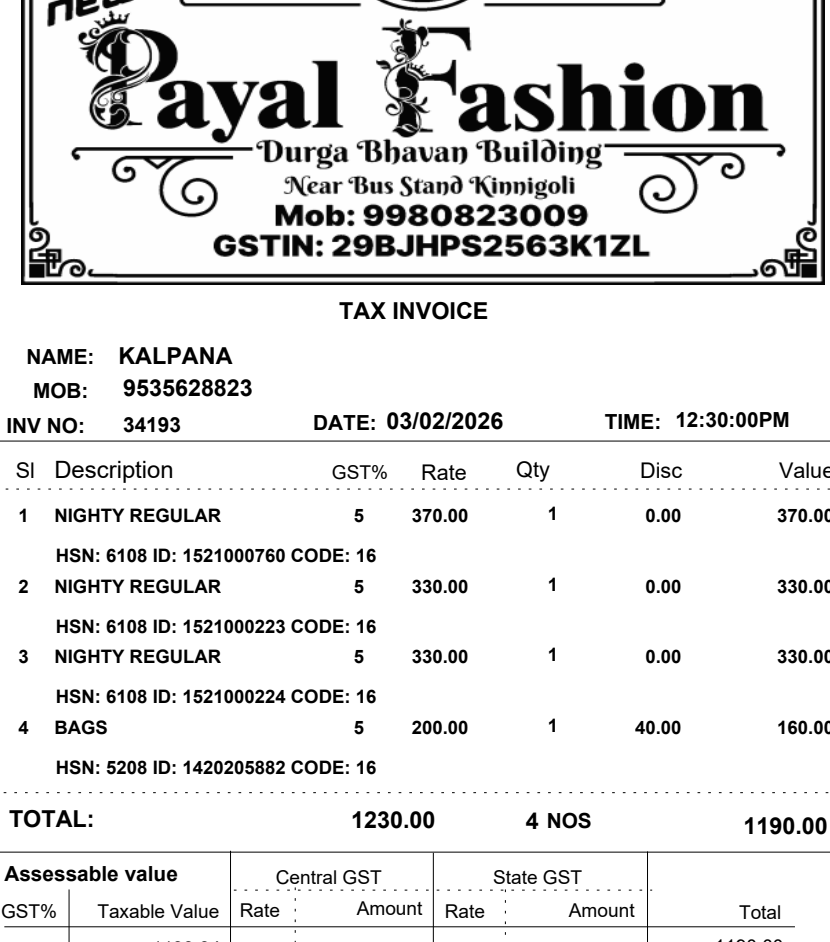 new
Payal Fashion
Durga Bhavan Building
Near Bus Stand Kinnigoli
Mob: 9980823009
GSTIN: 29BJHPS2563K1ZL
TAX INVOICE
NAME: KALPANA
MOB: 9535628823
INV NO: 34193 DATE: 03/02/2026 TIME: 12:30:00PM
Sl Description GST% Rate Qty Disc Value
1 NIGHTY REGULAR 5 370.00 1 0.00 370.00
HSN: 6108 ID: 1521000760 CODE: 16
2 NIGHTY REGULAR 5 330.00 1 0.00 330.00
HSN: 6108 ID: 1521000223 CODE: 16
3 NIGHTY REGULAR 5 330.00 1 0.00 330.00
HSN: 6108 ID: 1521000224 CODE: 16
4 BAGS 5 200.00 1 40.00 160.00
HSN: 5208 ID: 1420205882 CODE: 16
TOTAL: 1230.00 4 NOS 1190.00
Assessable value Central GST State GST
GST% Taxable Value Rate Amount Rate Amount Total